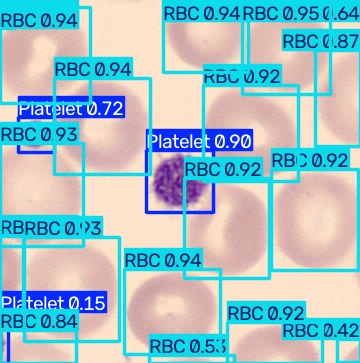 RBC 0.94
RBC 0.94
RBC 0.95
0.64
RBC 0.87
RBC 0.94
RBC 0.92
Platelet 0.72
RBC 0.93
Platelet 0.90
RBC 0.92
RBC 0.92
RBC 0.93
RBC 0.94
Platelet 0.15
RBC 0.84
RBC 0.92
RBC 0.42
RBC 0.53